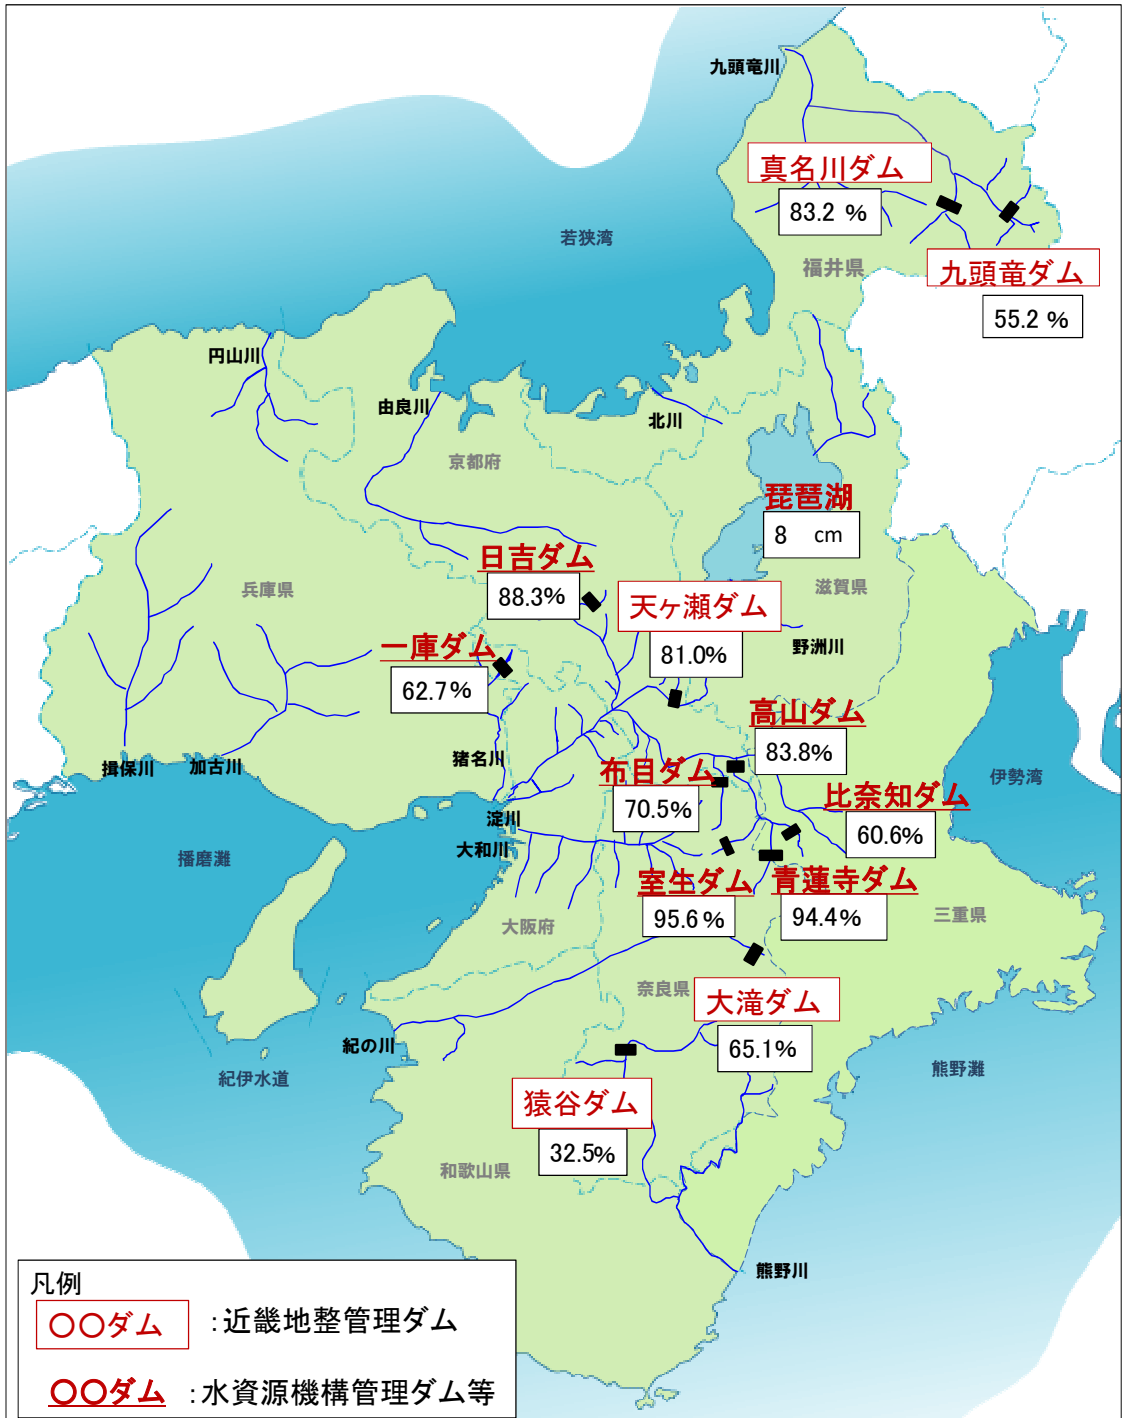 九頭竜川
真名川ダム
83.2 %
若狭湾
福井県
九頭竜ダム
55.2 %
円山川
由良川
北川
京都府
琵琶湖
8 cm
日吉ダム
88.3%
天ヶ瀬ダム
81.0%
滋賀県
兵庫県
野洲川
一庫ダム
62.7%
高山ダム
83.8%
猪名川
揖保川
加古川
布目ダム
70.5%
伊勢湾
比奈知ダム
60.6%
淀川
大和川
播磨灘
室生ダム
95.6 %
青蓮寺ダム
94.4%
大阪府
三重県
奈良県
大滝ダム
65.1%
紀の川
紀伊水道
熊野灘
猿谷ダム
32.5%
和歌山県
熊野川
凡例
〇〇ダム :近畿地整管理ダム
〇〇ダム :水資源機構管理ダム等